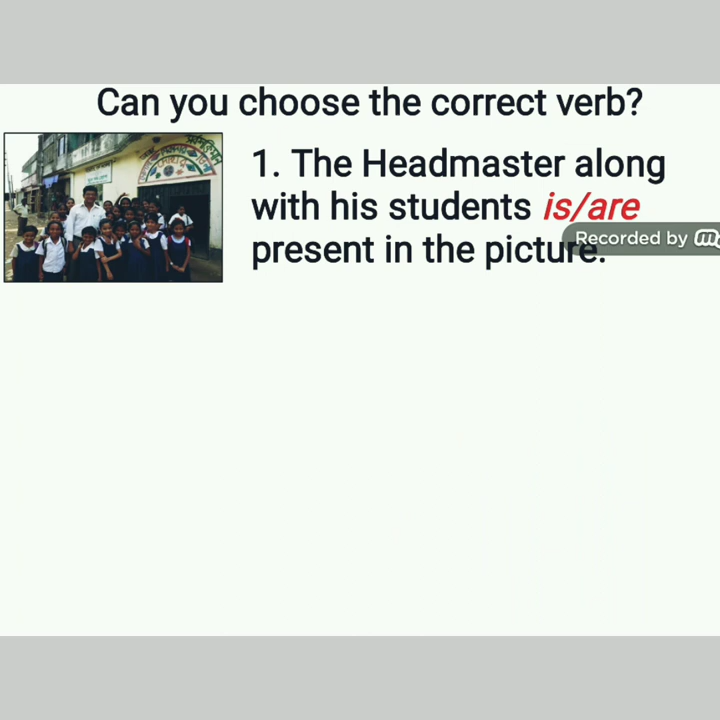 Can you choose the correct verb?
1. The Headmaster along
with his students is/are
present in the picture.
Recorded by